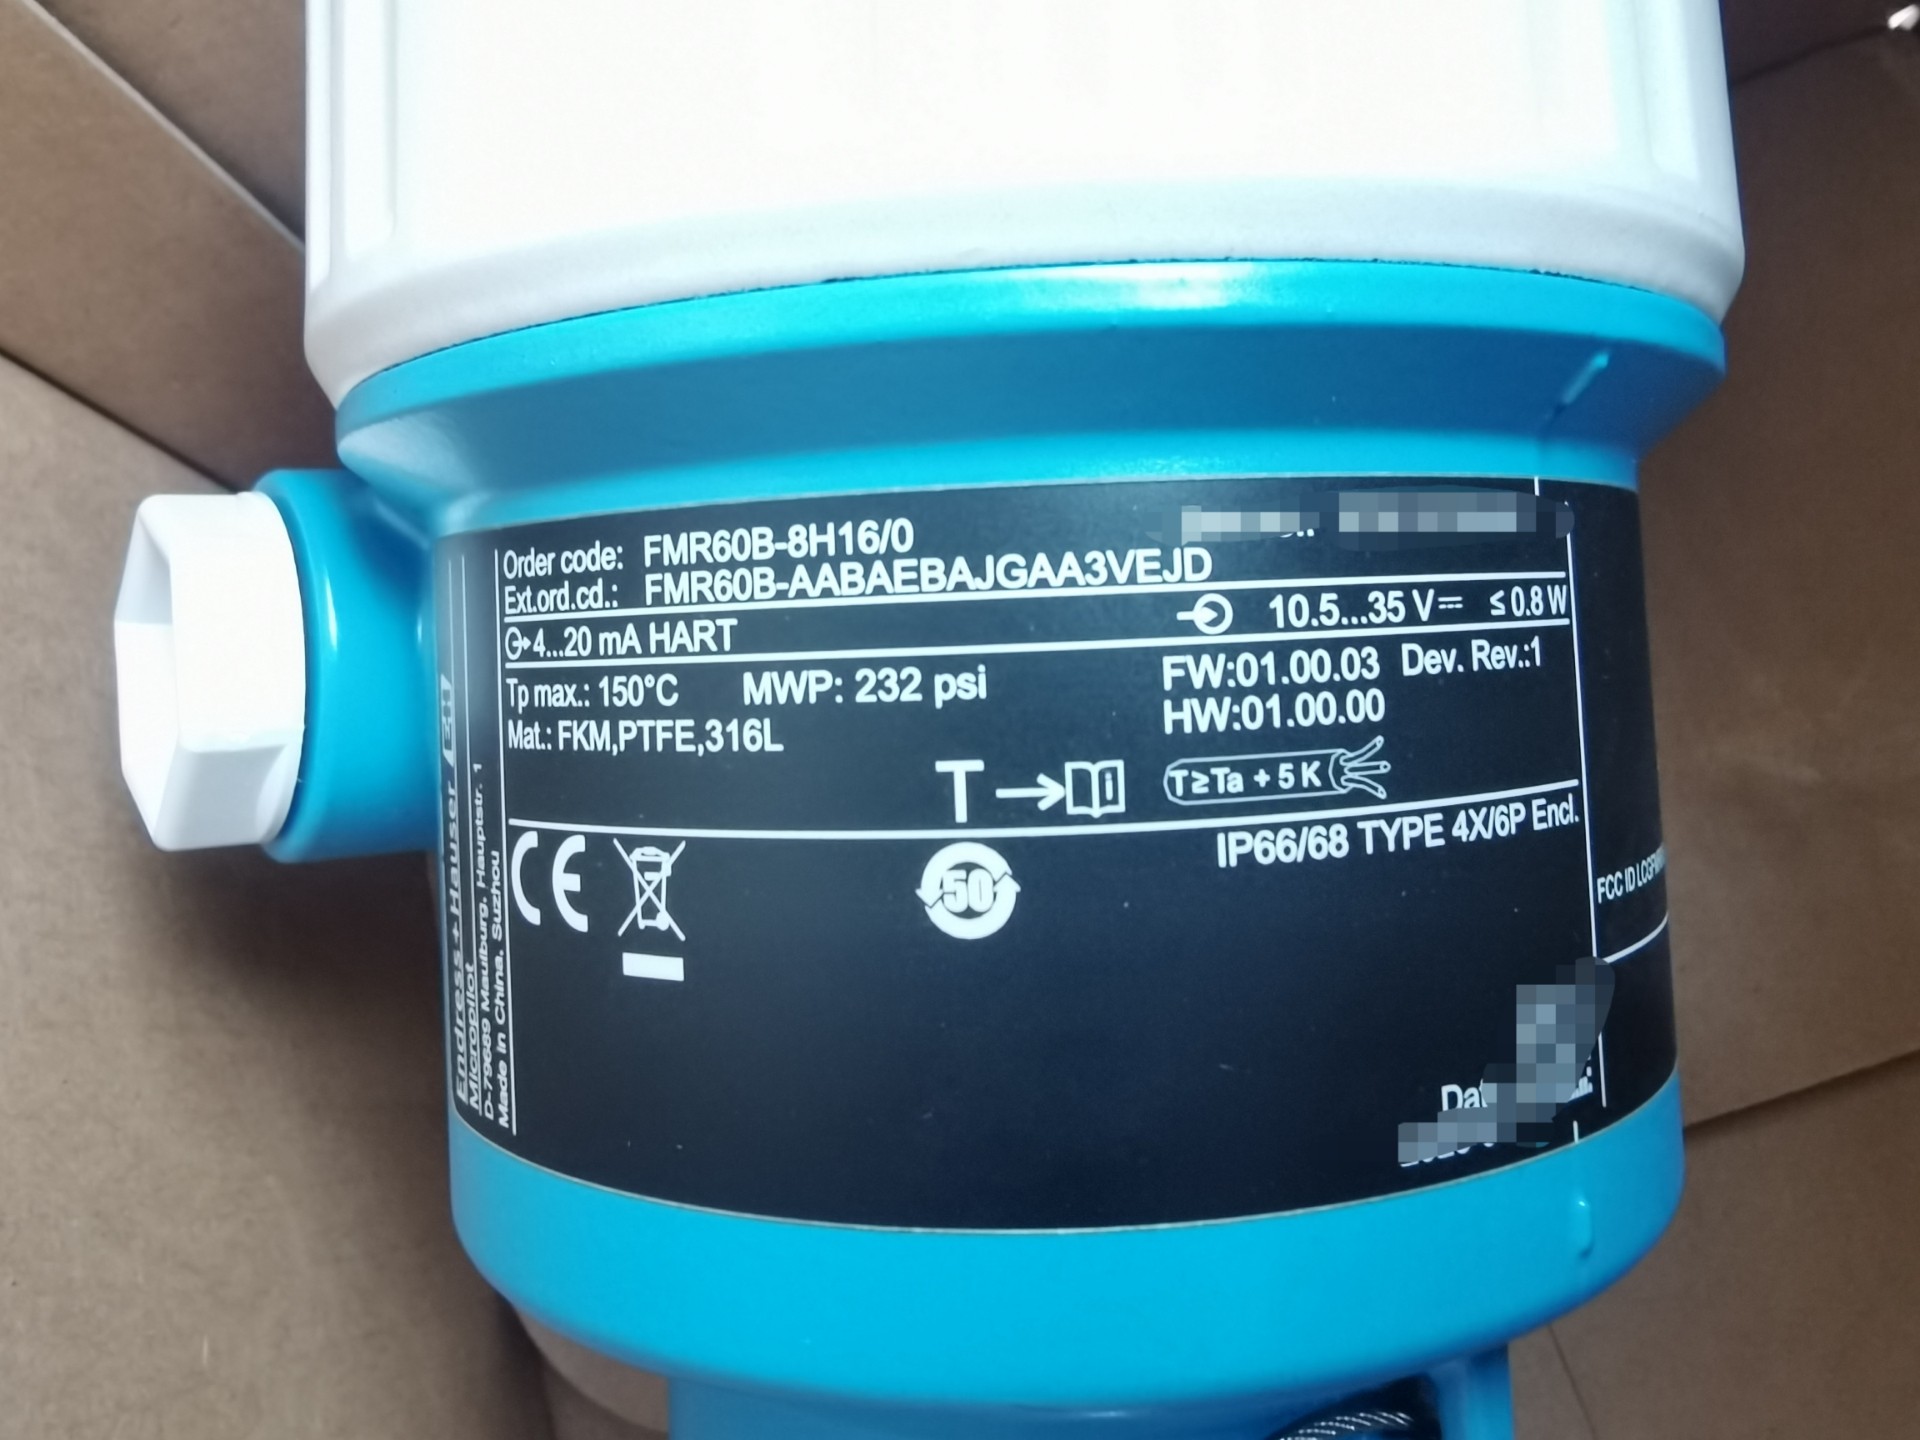 Order code: FMR60B-8H16/0
Ext.ord.cd.: FMR60B-AABAEBAJGAA3VEJD
4...20 mA HART
10.5...35 V ≤ 0.8 W
Tp max.: 150°C MWP: 232 psi
Mat.: FKM,PTFE,316L
FW:01.00.03 Dev. Rev.:1
HW:01.00.00
T
i
T≥Ta + 5 K
IP66/68 TYPE 4X/6P Encl.
CE
50
FCC ID
Endress+Hauser
EH
Micropilot
D-79689 Maulburg, Hauptstr. 1
Made in China, Suzhou